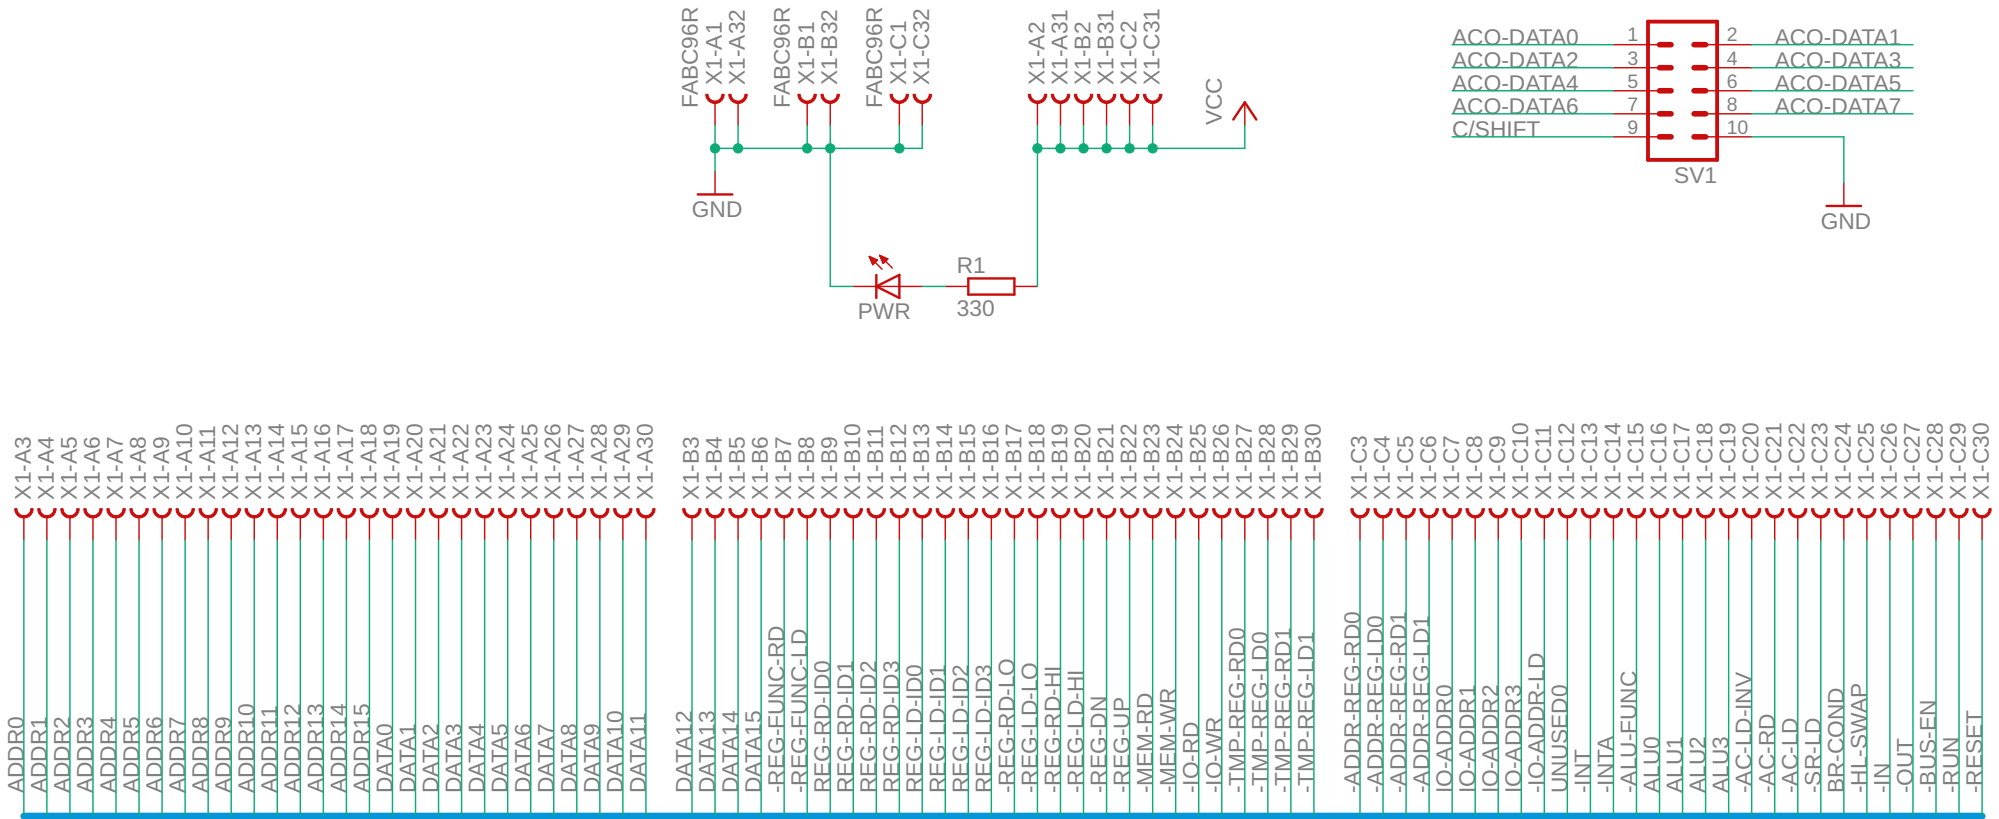 FABC96R
X1-A1
X1-A32
FABC96R
X1-B1
X1-B32
FABC96R
X1-C1
X1-C32
X1-A2
X1-A31
X1-B2
X1-B31
X1-C2
X1-C31
VCC
GND
PWR
R1
330
ACO-DATA0 1 2 ACO-DATA1
ACO-DATA2 3 4 ACO-DATA3
ACO-DATA4 5 6 ACO-DATA5
ACO-DATA6 7 8 ACO-DATA7
C/SHIFT 9 10
SV1
GND
X1-A3
X1-A4
X1-A5
X1-A6
X1-A7
X1-A8
X1-A9
X1-A10
X1-A11
X1-A12
X1-A13
X1-A14
X1-A15
X1-A16
X1-A17
X1-A18
X1-A19
X1-A20
X1-A21
X1-A22
X1-A23
X1-A24
X1-A25
X1-A26
X1-A27
X1-A28
X1-A29
X1-A30
X1-B3
X1-B4
X1-B5
X1-B6
X1-B7
X1-B8
X1-B9
X1-B10
X1-B11
X1-B12
X1-B13
X1-B14
X1-B15
X1-B16
X1-B17
X1-B18
X1-B19
X1-B20
X1-B21
X1-B22
X1-B23
X1-B24
X1-B25
X1-B26
X1-B27
X1-B28
X1-B29
X1-B30
X1-C3
X1-C4
X1-C5
X1-C6
X1-C7
X1-C8
X1-C9
X1-C10
X1-C11
X1-C12
X1-C13
X1-C14
X1-C15
X1-C16
X1-C17
X1-C18
X1-C19
X1-C20
X1-C21
X1-C22
X1-C23
X1-C24
X1-C25
X1-C26
X1-C27
X1-C28
X1-C29
X1-C30
ADDR0
ADDR1
ADDR2
ADDR3
ADDR4
ADDR5
ADDR6
ADDR7
ADDR8
ADDR9
ADDR10
ADDR11
ADDR12
ADDR13
ADDR14
ADDR15
DATA0
DATA1
DATA2
DATA3
DATA4
DATA5
DATA6
DATA7
DATA8
DATA9
DATA10
DATA11
DATA12
DATA13
DATA14
DATA15
-REG-FUNC-RD
-REG-FUNC-LD
REG-RD-ID0
REG-RD-ID1
REG-RD-ID2
REG-RD-ID3
REG-LD-ID0
REG-LD-ID1
REG-LD-ID2
REG-LD-ID3
-REG-RD-LO
-REG-LD-LO
-REG-RD-HI
-REG-LD-HI
-REG-DN
-REG-UP
-MEM-RD
-MEM-WR
-IO-RD
-IO-WR
-TMP-REG-RD0
-TMP-REG-LD0
-TMP-REG-RD1
-TMP-REG-LD1
-ADDR-REG-RD0
-ADDR-REG-LD0
-ADDR-REG-RD1
-ADDR-REG-LD1
IO-ADDR0
IO-ADDR1
IO-ADDR2
IO-ADDR3
-IO-ADDR-LD
UNUSED0
-INT
-INTA
-ALU-FUNC
ALU0
ALU1
ALU2
ALU3
-AC-LD-INV
-AC-RD
-AC-LD
-SR-LD
BR-COND
-HL-SWAP
-IN
-OUT
-BUS-EN
-RUN
-RESET